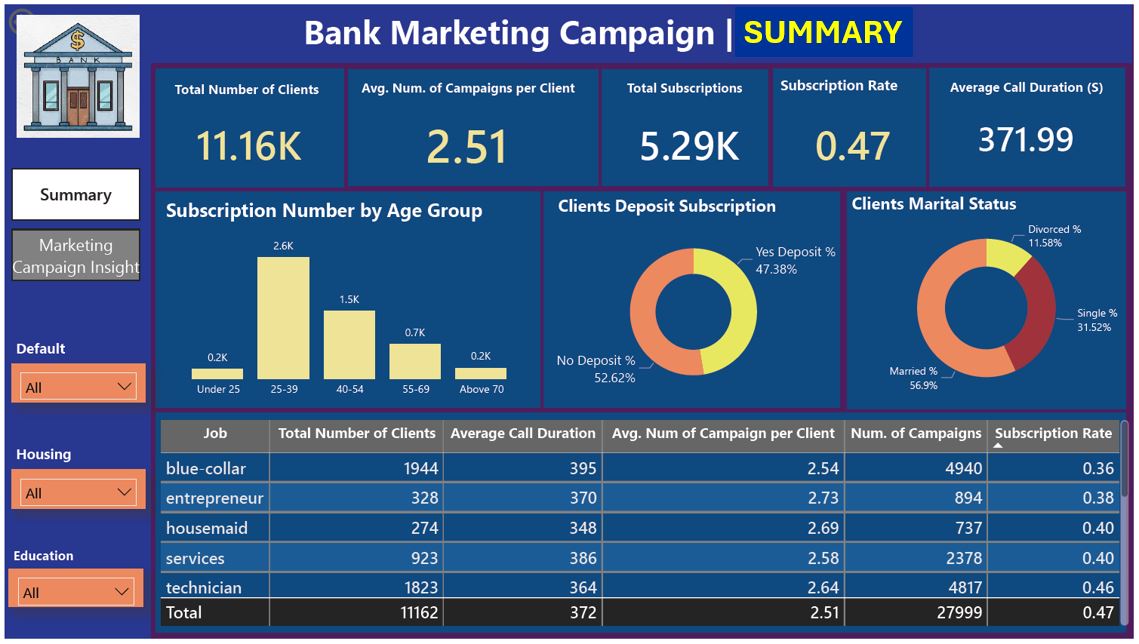 Bank Marketing Campaign | SUMMARY
$
BANK
Summary
Marketing
Campaign Insight
Default
All
Housing
All
Education
All
Total Number of Clients
11.16K
Avg. Num. of Campaigns per Client
2.51
Total Subscriptions
5.29K
Subscription Rate
0.47
Average Call Duration (S)
371.99
Subscription Number by Age Group
0.2K
2.6K
1.5K
0.7K
0.2K
Under 25 25-39 40-54 55-69 Above 70
Clients Deposit Subscription
Yes Deposit %
47.38%
No Deposit %
52.62%
Clients Marital Status
Divorced %
11.58%
Single %
31.52%
Married %
56.9%
Job Total Number of Clients Average Call Duration Avg. Num of Campaign per Client Num. of Campaigns Subscription Rate
blue-collar 1944 395 2.54 4940 0.36
entrepreneur 328 370 2.73 894 0.38
housemaid 274 348 2.69 737 0.40
services 923 386 2.58 2378 0.40
technician 1823 364 2.64 4817 0.46
Total 11162 372 2.51 27999 0.47